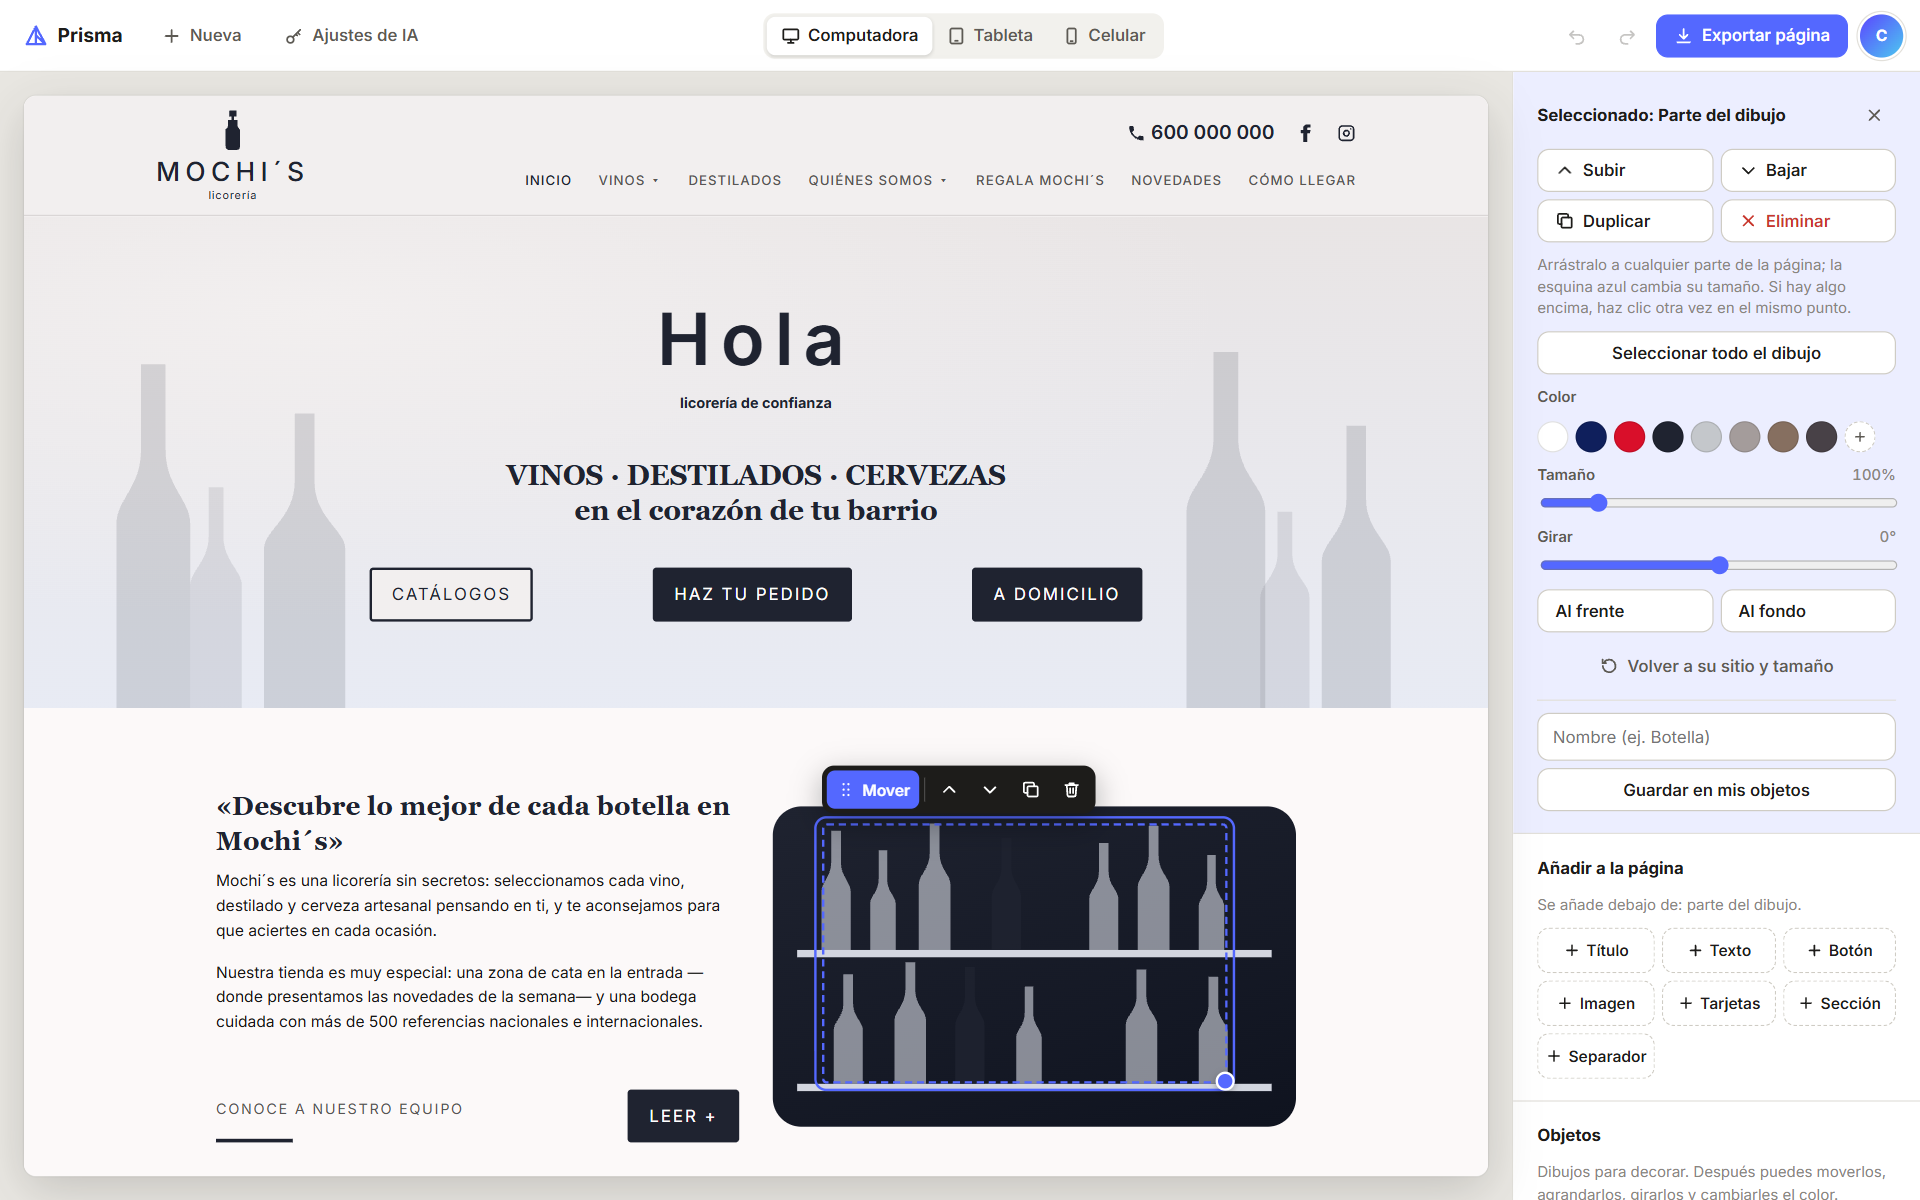 Prisma
Nueva
Ajustes de IA
Computadora
Tableta
Celular
Exportar página
C
MOCHI´S
licorería
600 000 000
INICIO
VINOS
DESTILADOS
QUIÉNES SOMOS
REGALA MOCHI´S
NOVEDADES
CÓMO LLEGAR
Hola
licorería de confianza
VINOS · DESTILADOS · CERVEZAS
en el corazón de tu barrio
CATÁLOGOS
HAZ TU PEDIDO
A DOMICILIO
«Descubre lo mejor de cada botella en
Mochi´s»
Mochi´s es una licorería sin secretos: seleccionamos cada vino,
destilado y cerveza artesanal pensando en ti, y te aconsejamos para
que aciertes en cada ocasión.
Nuestra tienda es muy especial: una zona de cata en la entrada —
donde presentamos las novedades de la semana— y una bodega
cuidada con más de 500 referencias nacionales e internacionales.
CONOCE A NUESTRO EQUIPO
LEER +
Mover
Seleccionado: Parte del dibujo
Subir
Bajar
Duplicar
Eliminar
Arrástralo a cualquier parte de la página; la
esquina azul cambia su tamaño. Si hay algo
encima, haz clic otra vez en el mismo punto.
Seleccionar todo el dibujo
Color
Tamaño
100%
Girar
0°
Al frente
Al fondo
Volver a su sitio y tamaño
Nombre (ej. Botella)
Guardar en mis objetos
Añadir a la página
Se añade debajo de: parte del dibujo.
+ Título
+ Texto
+ Botón
+ Imagen
+ Tarjetas
+ Sección
+ Separador
Objetos
Dibujos para decorar. Después puedes moverlos,
agrandarlos, girarlos y cambiarles el color.